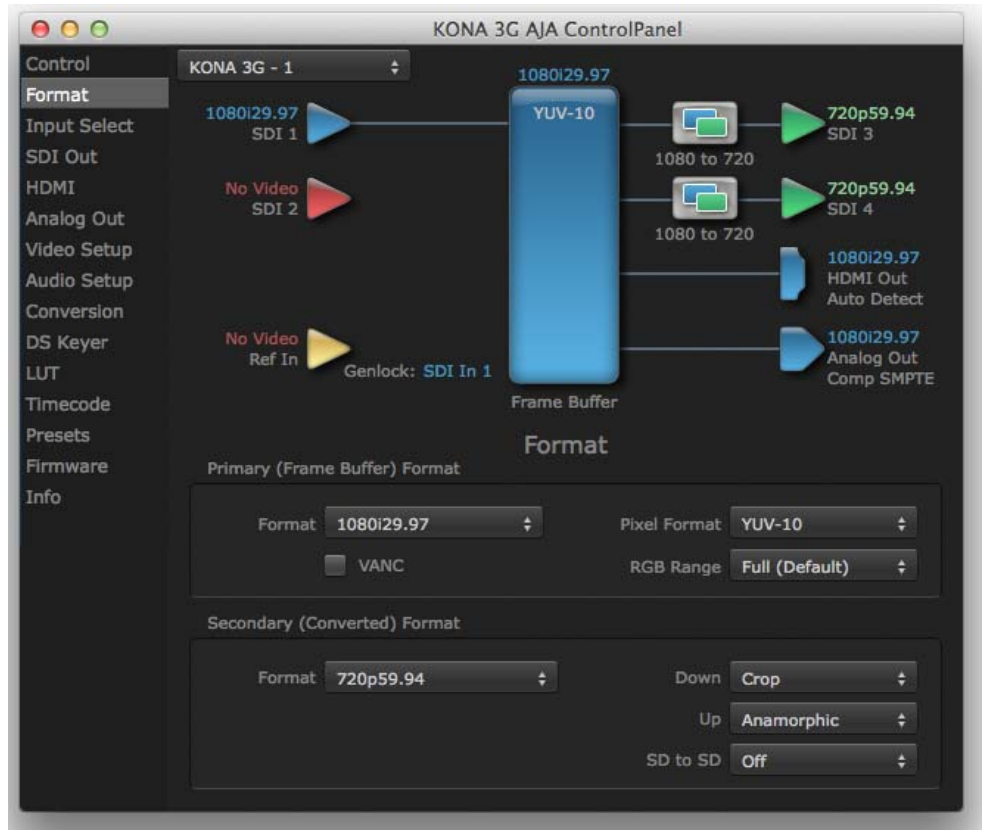 KONA 3G AJA ControlPanel
Control
Format
Input Select
SDI Out
HDMI
Analog Out
Video Setup
Audio Setup
Conversion
DS Keyer
LUT
Timecode
Presets
Firmware
Info
KONA 3G - 1
1080i29.97
YUV-10
Frame Buffer
1080i29.97
SDI 1
No Video
SDI 2
No Video
Ref In
Genlock: SDI In 1
1080 to 720
720p59.94
SDI 3
1080 to 720
720p59.94
SDI 4
1080i29.97
HDMI Out
Auto Detect
1080i29.97
Analog Out
Comp SMPTE
Format
Primary (Frame Buffer) Format
Format 1080i29.97
VANC
Pixel Format YUV-10
RGB Range Full (Default)
Secondary (Converted) Format
Format 720p59.94
Down Crop
Up Anamorphic
SD to SD Off